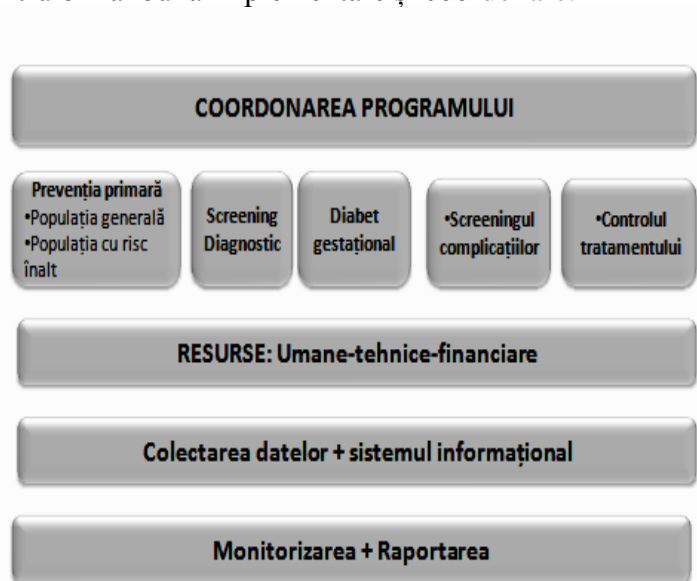 COORDONAREA PROGRAMULUI
Prevenția primară
•Populația generală
•Populația cu risc
înalt
Screening
Diagnostic
Diabet
gestațional
•Screeningul
complicațiilor
•Controlul
tratamentului
RESURSE: Umane-tehnice-financiare
Colectarea datelor + sistemul informațional
Monitorizarea + Raportarea